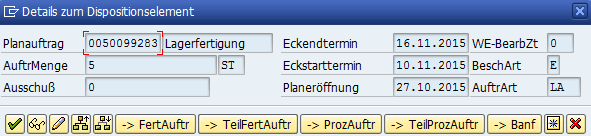 Details zum Dispositionselement
Planauftrag 0050099283 Lagerfertigung Eckendtermin 16.11.2015 WE-BearbZt 0
AuftrMenge 5 ST Eckstarttermin 10.11.2015 BeschArt E
Ausschuß 0 Planeröffnung 27.10.2015 AuftrArt LA
-> FertAuftr -> TeilFertAuftr -> ProzAuftr -> TeilProzAuftr -> Banf